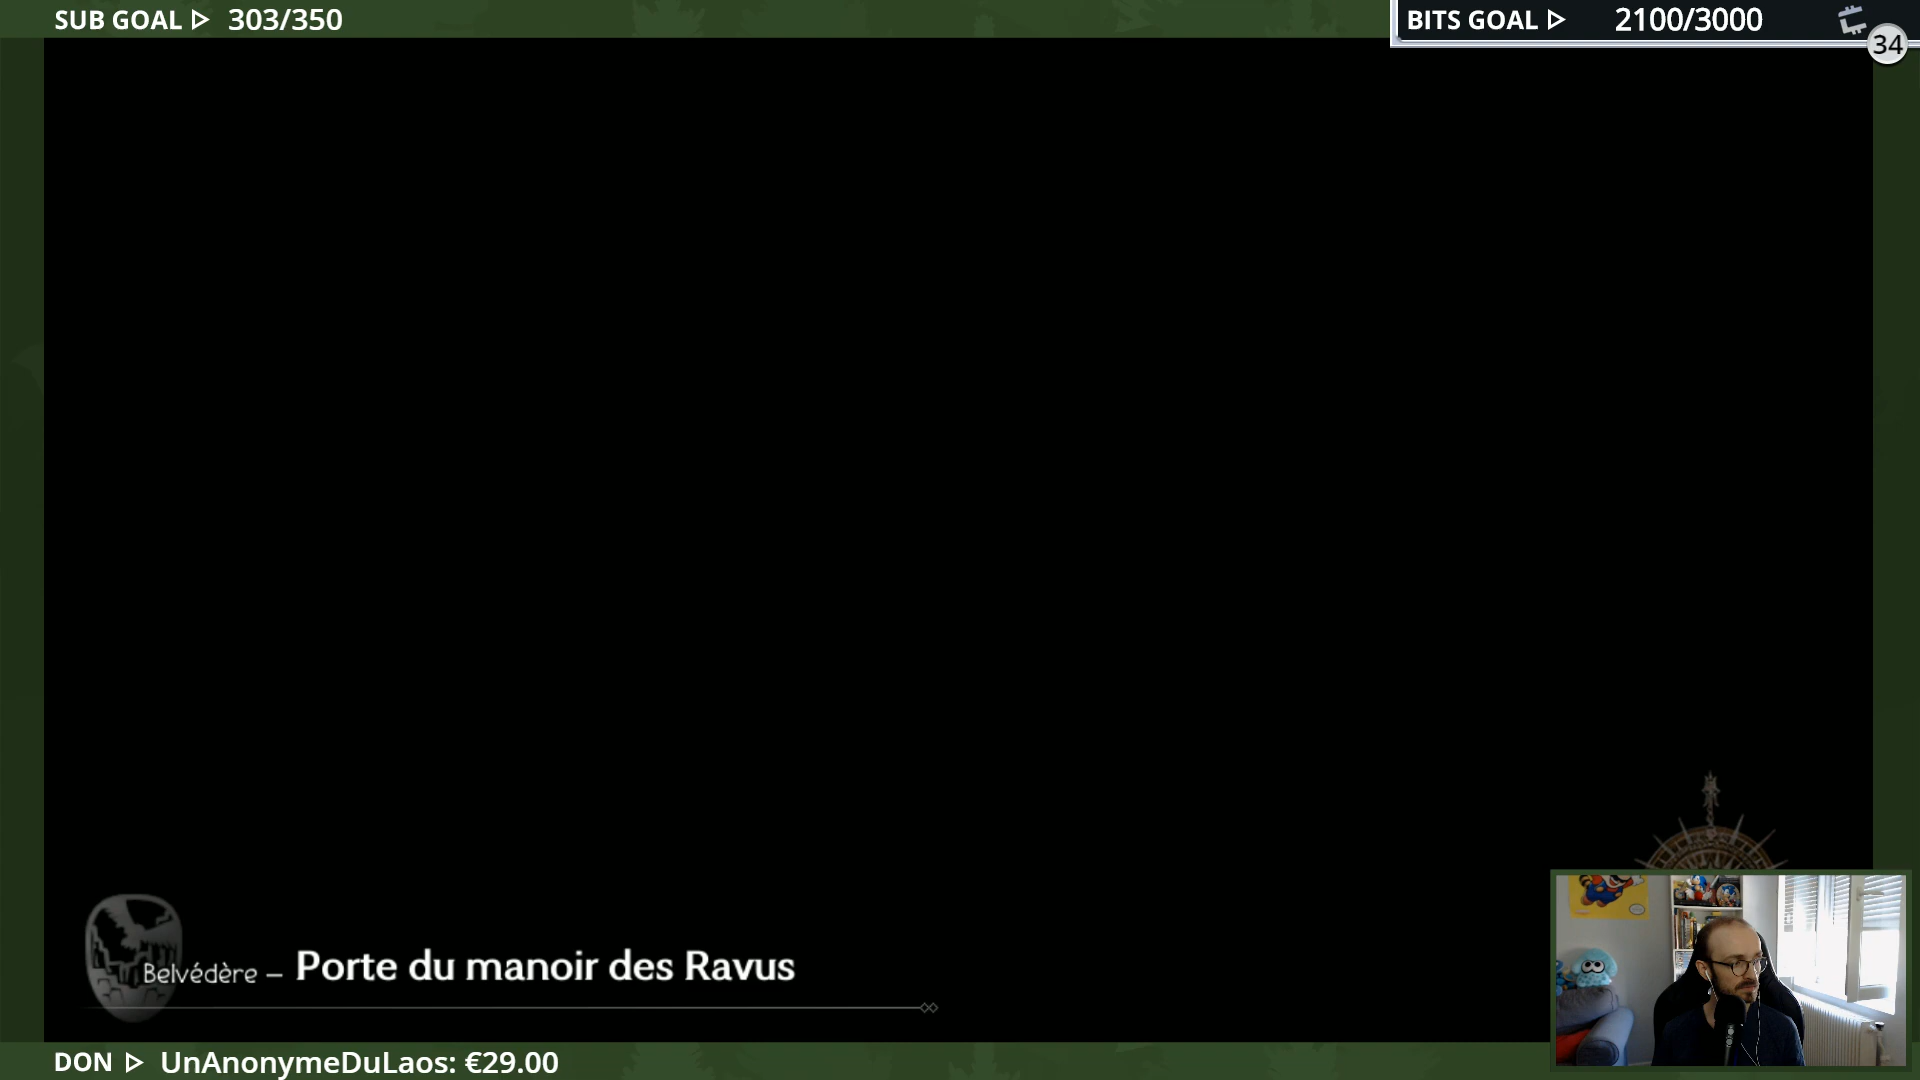 SUB GOAL ▷ 303/350
BITS GOAL ▷ 2100/3000
34
Belvédère – Porte du manoir des Ravus
DON ▷ UnAnonymeDuLaos: €29.00